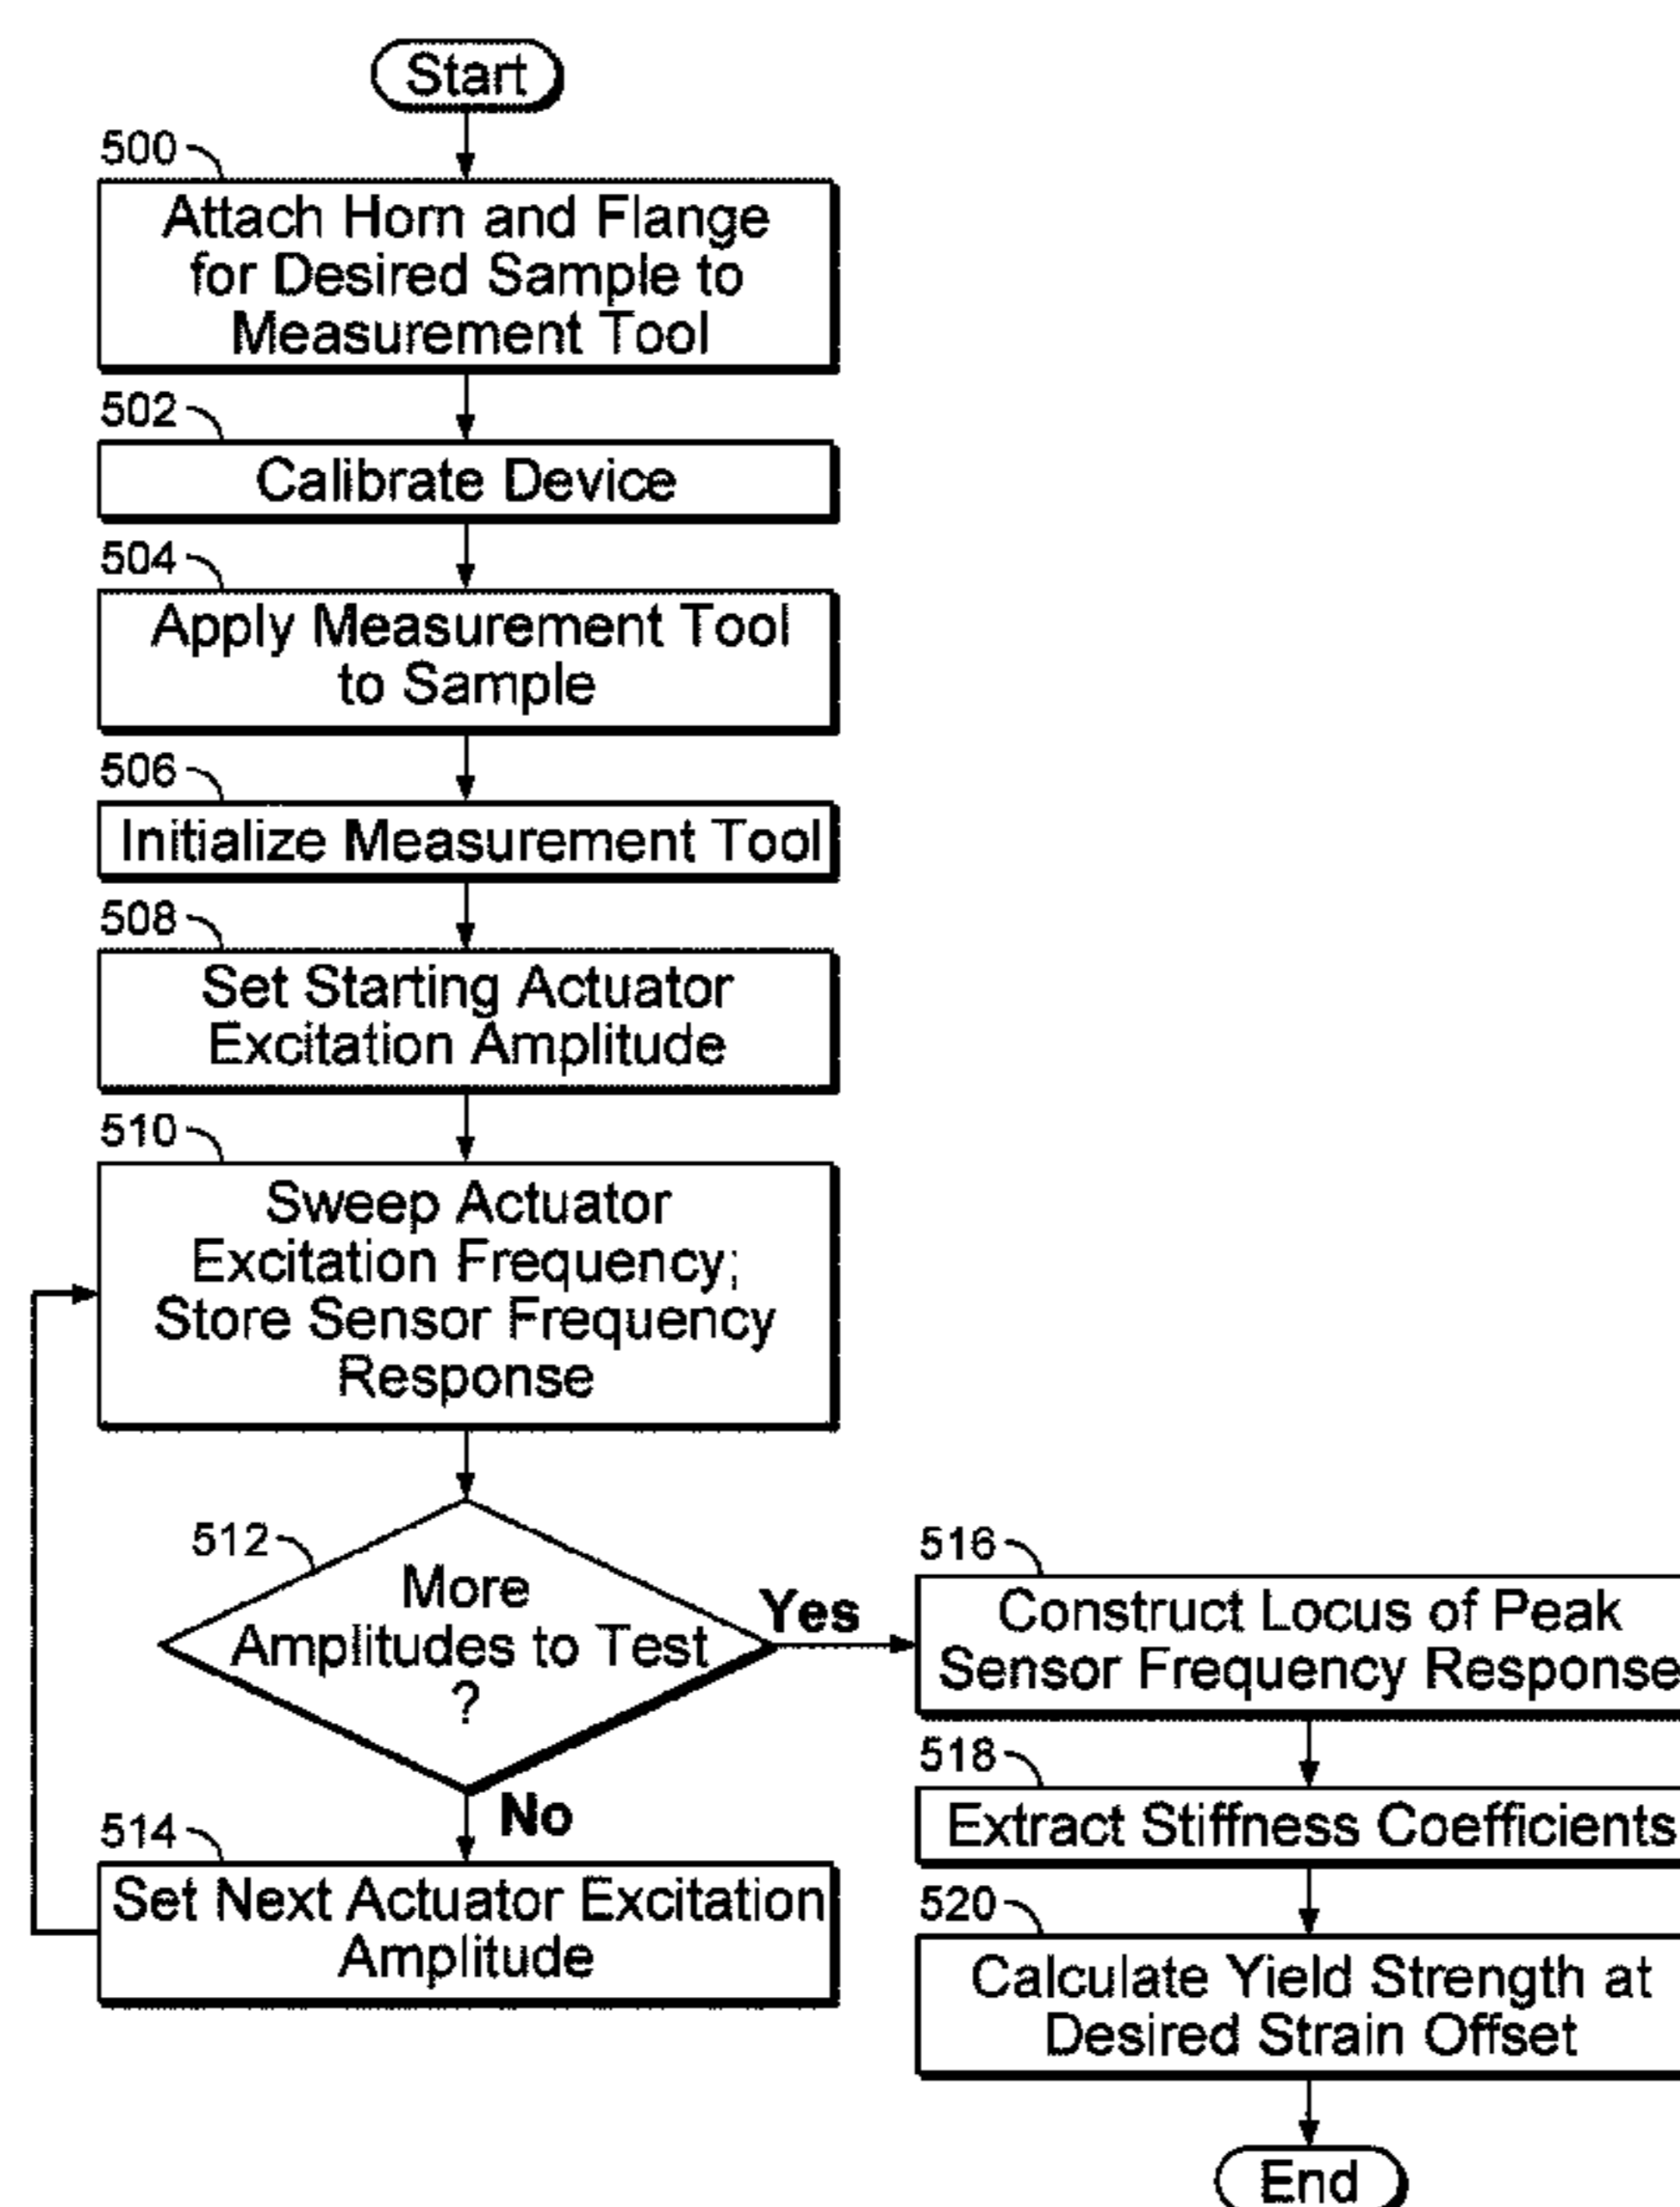 Start
500
Attach Horn and Flange
for Desired Sample to
Measurement Tool
502
Calibrate Device
504
Apply Measurement Tool
to Sample
506
Initialize Measurement Tool
508
Set Starting Actuator
Excitation Amplitude
510
Sweep Actuator
Excitation Frequency;
Store Sensor Frequency
Response
512
More
Amplitudes to Test
?
Yes
No
514
Set Next Actuator Excitation
Amplitude
516
Construct Locus of Peak
Sensor Frequency Response
518
Extract Stiffness Coefficients
520
Calculate Yield Strength at
Desired Strain Offset
End